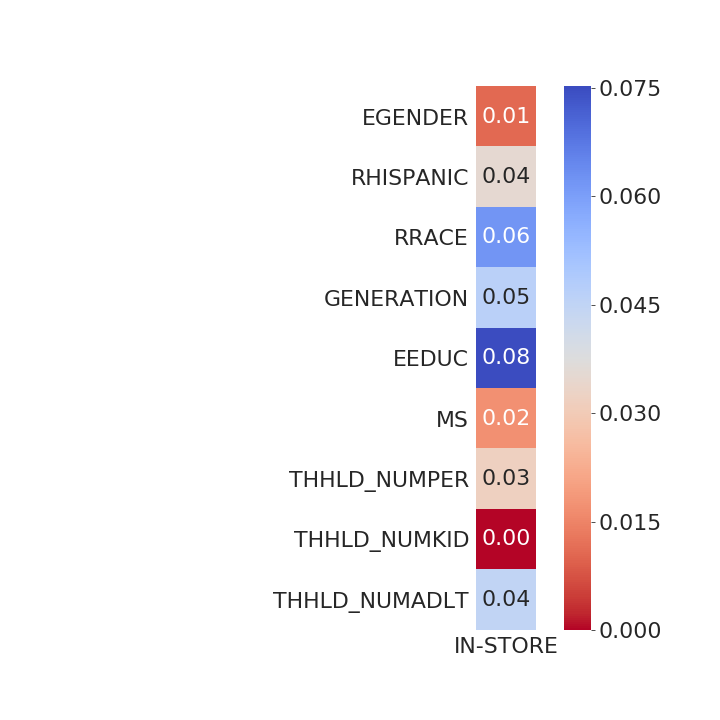 EGENDER 0.01
RHISPANIC 0.04
RRACE 0.06
GENERATION 0.05
EEDUC 0.08
MS 0.02
THHLD_NUMPER 0.03
THHLD_NUMKID 0.00
THHLD_NUMADLT 0.04
IN-STORE
0.075
0.060
0.045
0.030
0.015
0.000